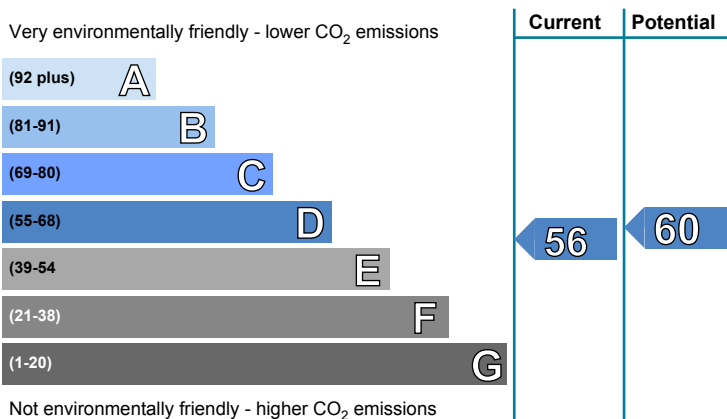 Very environmentally friendly - lower CO₂ emissions
Current
Potential
(92 plus) A
(81-91) B
(69-80) C
(55-68) D
(39-54 E
(21-38) F
(1-20) G
56
60
Not environmentally friendly - higher CO₂ emissions